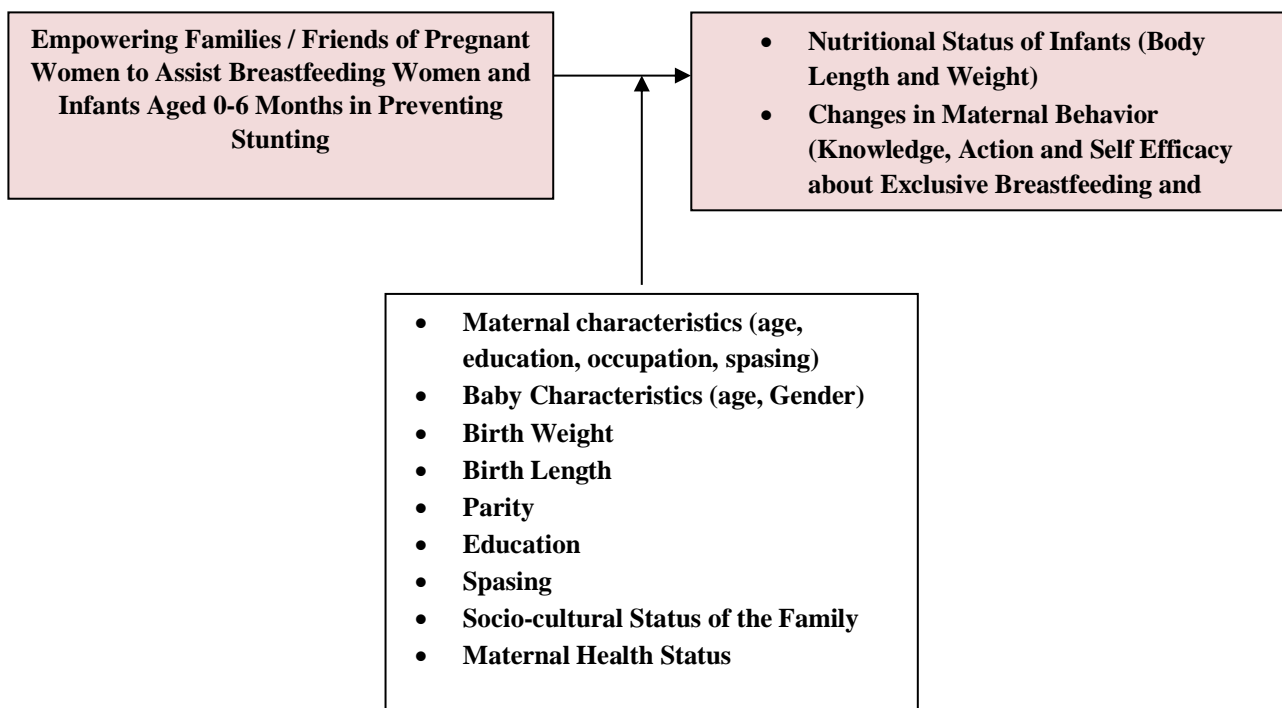 Empowering Families / Friends of Pregnant
Women to Assist Breastfeeding Women and
Infants Aged 0-6 Months in Preventing
Stunting
• Nutritional Status of Infants (Body
Length and Weight)
• Changes in Maternal Behavior
(Knowledge, Action and Self Efficacy
about Exclusive Breastfeeding and
• Maternal characteristics (age,
education, occupation, spasing)
• Baby Characteristics (age, Gender)
• Birth Weight
• Birth Length
• Parity
• Education
• Spasing
• Socio-cultural Status of the Family
• Maternal Health Status